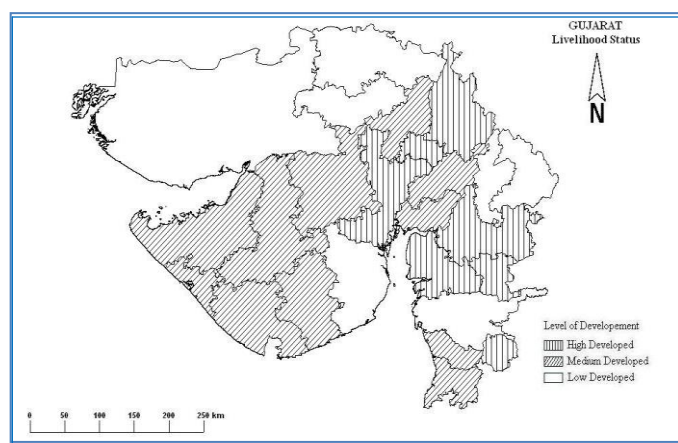 GUJARAT
Livelihood Status
N
Level of Developement
High Developed
Medium Developed
Low Developed
0 50 100 150 200 250 km